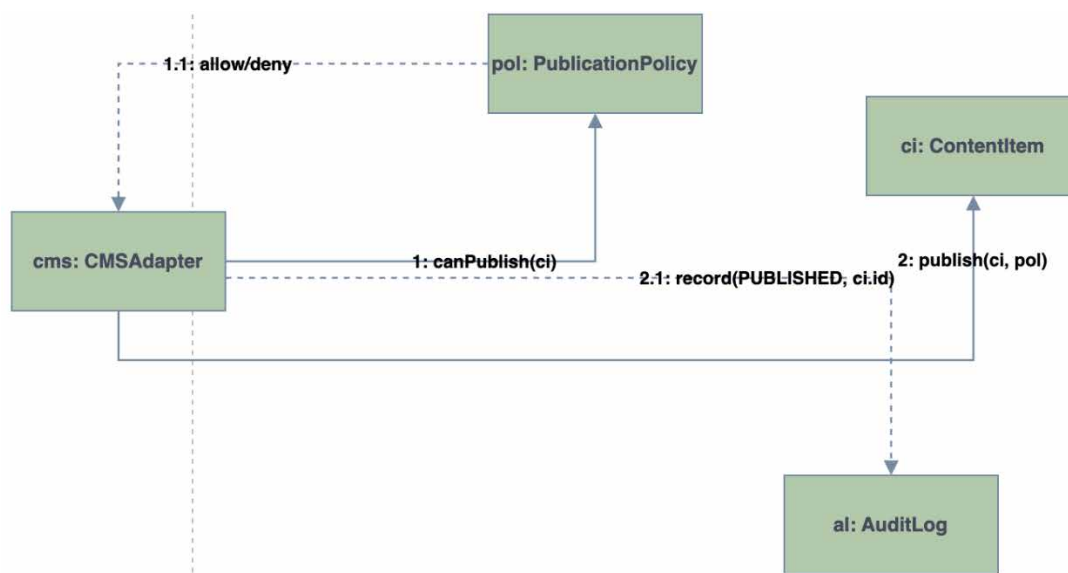 1.1: allow/deny
pol: PublicationPolicy
ci: ContentItem
cms: CMSAdapter
1: canPublish(ci)
2: publish(ci, pol)
2.1: record(PUBLISHED, ci.id)
al: AuditLog